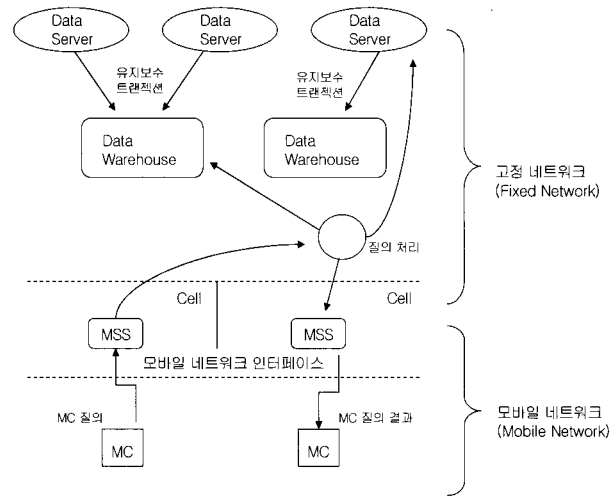 Data
Server
Data
Server
Data
Server
유지보수
트랜젝션
유지보수
트랜젝션
Data
Warehouse
Data
Warehouse
고정 네트워크
(Fixed Network)
질의 처리
Cell
Cell
MSS
MSS
모바일 네트워크 인터페이스
MC 질의
MC 질의 결과
모바일 네트워크
(Mobile Network)
MC
MC